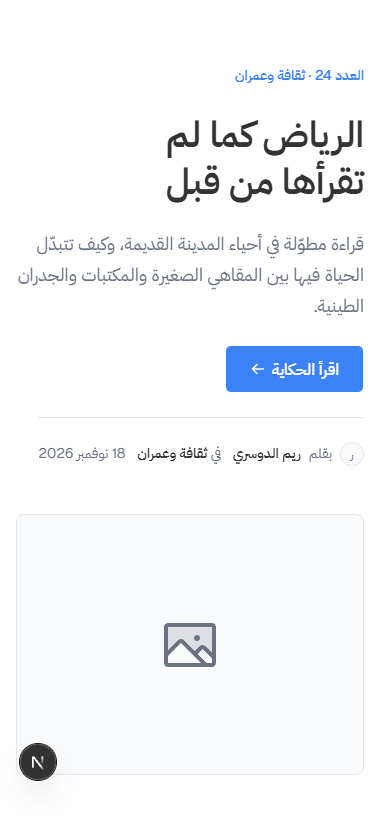 العدد 24 · ثقافة وعمران
الرياض كما لم
تقرأها من قبل
قراءة مطوّلة في أحياء المدينة القديمة، وكيف تتبدّل
الحياة فيها بين المقاهي الصغيرة والمكتبات والجدران
الطينية.
اقرأ الحكاية ←
ر بقلم ريم الدوسري في ثقافة وعمران 18 نوفمبر 2026
N